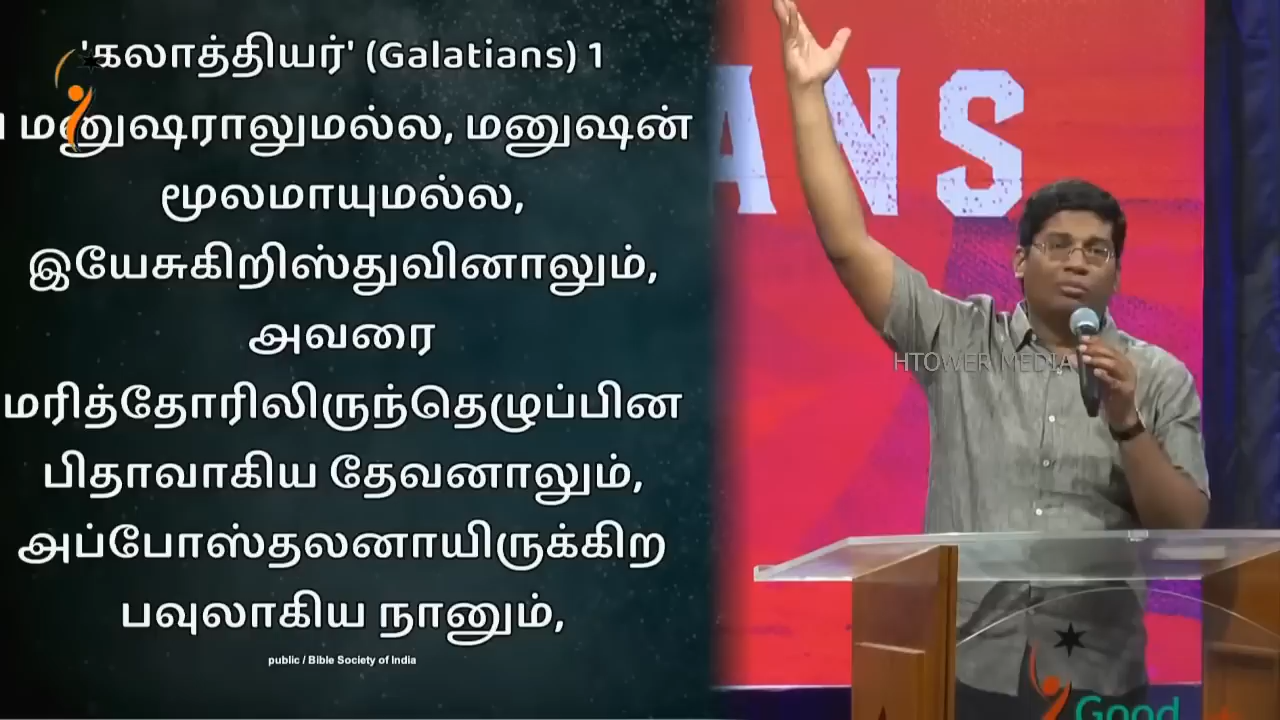 'கலாத்தியர்' (Galatians) 1
மனுஷராலுமல்ல, மனுஷன்
மூலமாயுமல்ல,
இயேசுகிறிஸ்துவினாலும்,
அவரை
மரித்தோரிலிருந்தெழுப்பின
பிதாவாகிய தேவனாலும்,
அப்போஸ்தலனாயிருக்கிற
பவுலாகிய நானும்,
public / Bible Society of India
ANS
HTOWER MEDIA
Good